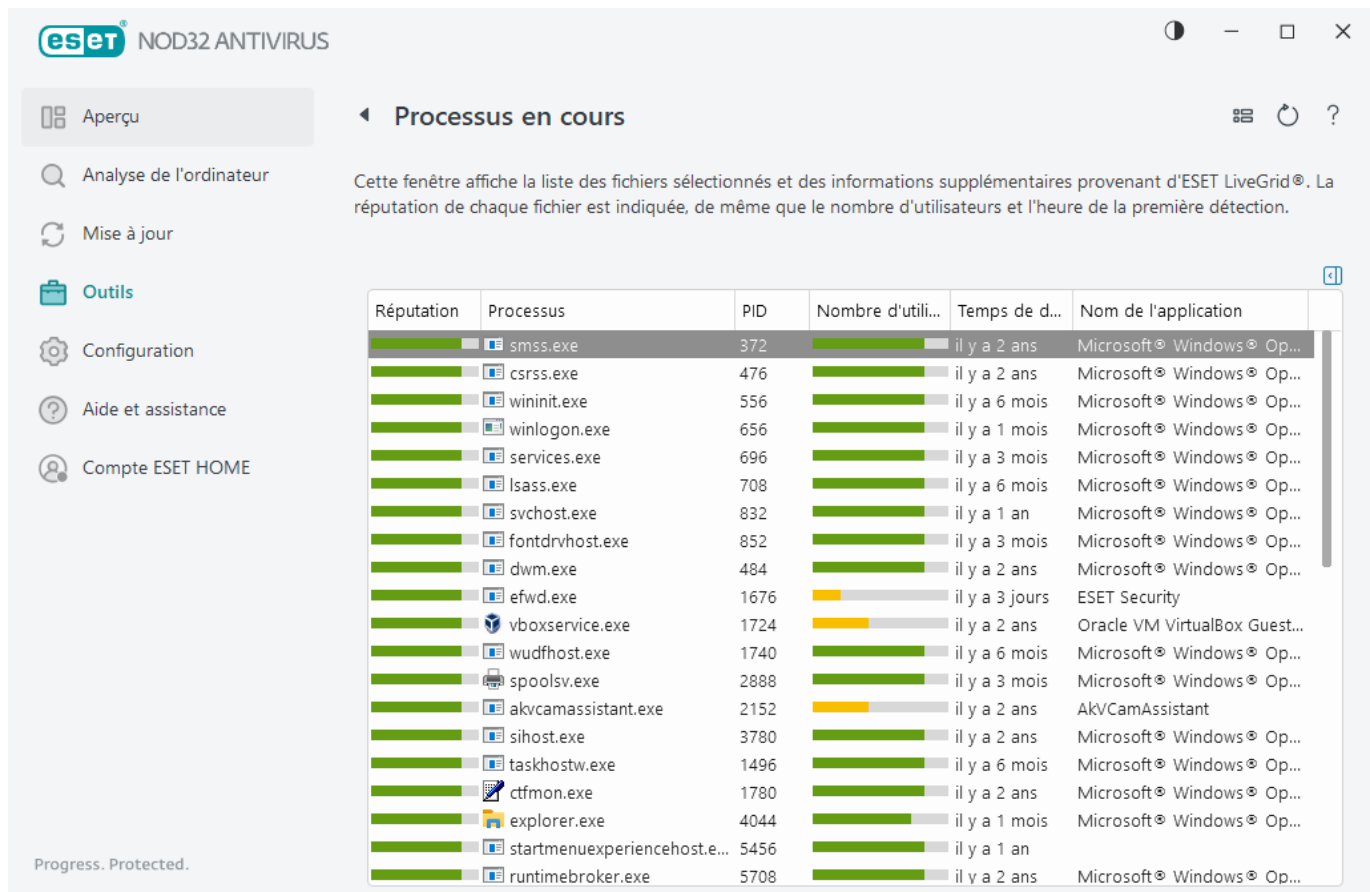 eset® NOD32 ANTIVIRUS
Aperçu
Analyse de l'ordinateur
Mise à jour
Outils
Configuration
Aide et assistance
Compte ESET HOME
Progress. Protected.
Processus en cours
?
Cette fenêtre affiche la liste des fichiers sélectionnés et des informations supplémentaires provenant d'ESET LiveGrid®. La
réputation de chaque fichier est indiquée, de même que le nombre d'utilisateurs et l'heure de la première détection.
Réputation Processus PID Nombre d'utili... Temps de d... Nom de l'application
smss.exe 372 il y a 2 ans Microsoft® Windows® Op...
csrss.exe 476 il y a 2 ans Microsoft® Windows® Op...
wininit.exe 556 il y a 6 mois Microsoft® Windows® Op...
winlogon.exe 656 il y a 1 mois Microsoft® Windows® Op...
services.exe 696 il y a 3 mois Microsoft® Windows® Op...
lsass.exe 708 il y a 6 mois Microsoft® Windows® Op...
svchost.exe 832 il y a 1 an Microsoft® Windows® Op...
fontdrvhost.exe 852 il y a 3 mois Microsoft® Windows® Op...
dwm.exe 484 il y a 2 ans Microsoft® Windows® Op...
efwd.exe 1676 il y a 3 jours ESET Security
vboxservice.exe 1724 il y a 2 ans Oracle VM VirtualBox Guest...
wudfhost.exe 1740 il y a 6 mois Microsoft® Windows® Op...
spoolsv.exe 2888 il y a 3 mois Microsoft® Windows® Op...
akvcamassistant.exe 2152 il y a 2 ans AkVCamAssistant
sihost.exe 3780 il y a 2 ans Microsoft® Windows® Op...
taskhostw.exe 1496 il y a 6 mois Microsoft® Windows® Op...
ctfmon.exe 1780 il y a 2 ans Microsoft® Windows® Op...
explorer.exe 4044 il y a 1 mois Microsoft® Windows® Op...
startmenuexperiencehost.e... 5456 il y a 1 an
runtimebroker.exe 5708 il y a 2 ans Microsoft® Windows® Op...